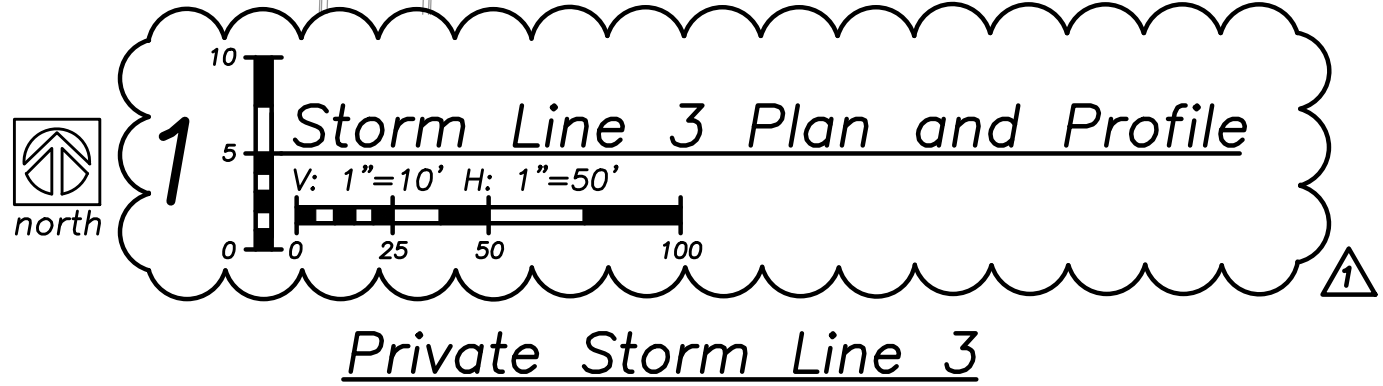 10
1
Storm Line 3 Plan and Profile
5
V: 1"=10' H: 1"=50'
north
0
0 25 50 100
1
Private Storm Line 3